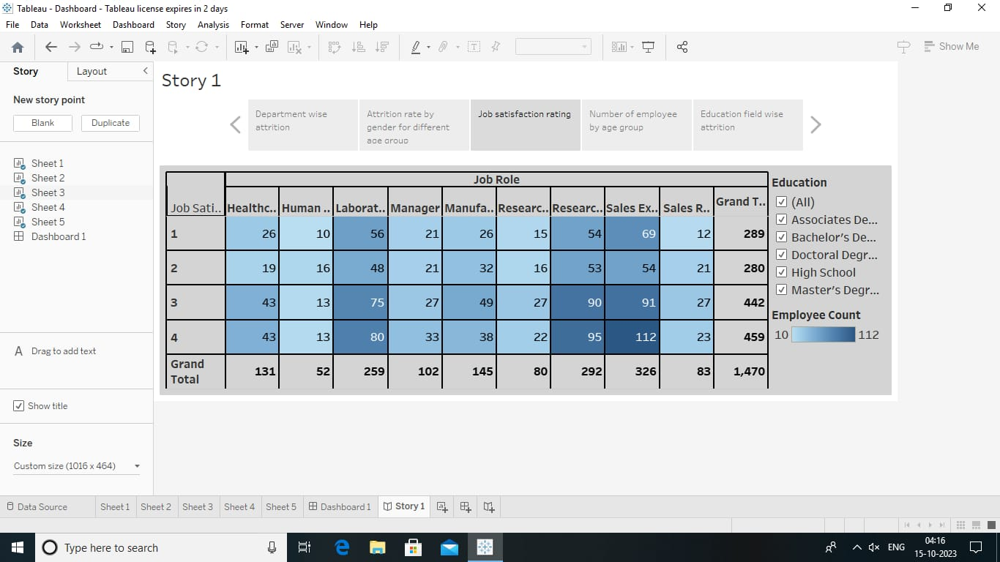 Tableau - Dashboard - Tableau license expires in 2 days
File Data Worksheet Dashboard Story Analysis Format Server Window Help
Show Me
Story Layout
New story point
Blank Duplicate
Sheet 1
Sheet 2
Sheet 3
Sheet 4
Sheet 5
Dashboard 1
A Drag to add text
Show title
Size
Custom size (1016 x 464)
Story 1
Department wise attrition
Attrition rate by gender for different age group
Job satisfaction rating
Number of employee by age group
Education field wise attrition
Job Role
Job Sati.. Healthc.. Human .. Laborat.. Manager Manufa.. Researc.. Researc.. Sales Ex.. Sales R.. Grand T..
1 26 10 56 21 26 15 54 69 12 289
2 19 16 48 21 32 16 53 54 21 280
3 43 13 75 27 49 27 90 91 27 442
4 43 13 80 33 38 22 95 112 23 459
Grand Total 131 52 259 102 145 80 292 326 83 1,470
Education
(All)
Associates De...
Bachelor's De...
Doctoral Degr...
High School
Master's Degr...
Employee Count
10 112
Data Source Sheet 1 Sheet 2 Sheet 3 Sheet 4 Sheet 5 Dashboard 1 Story 1
Type here to search
ENG
04:16
15-10-2023